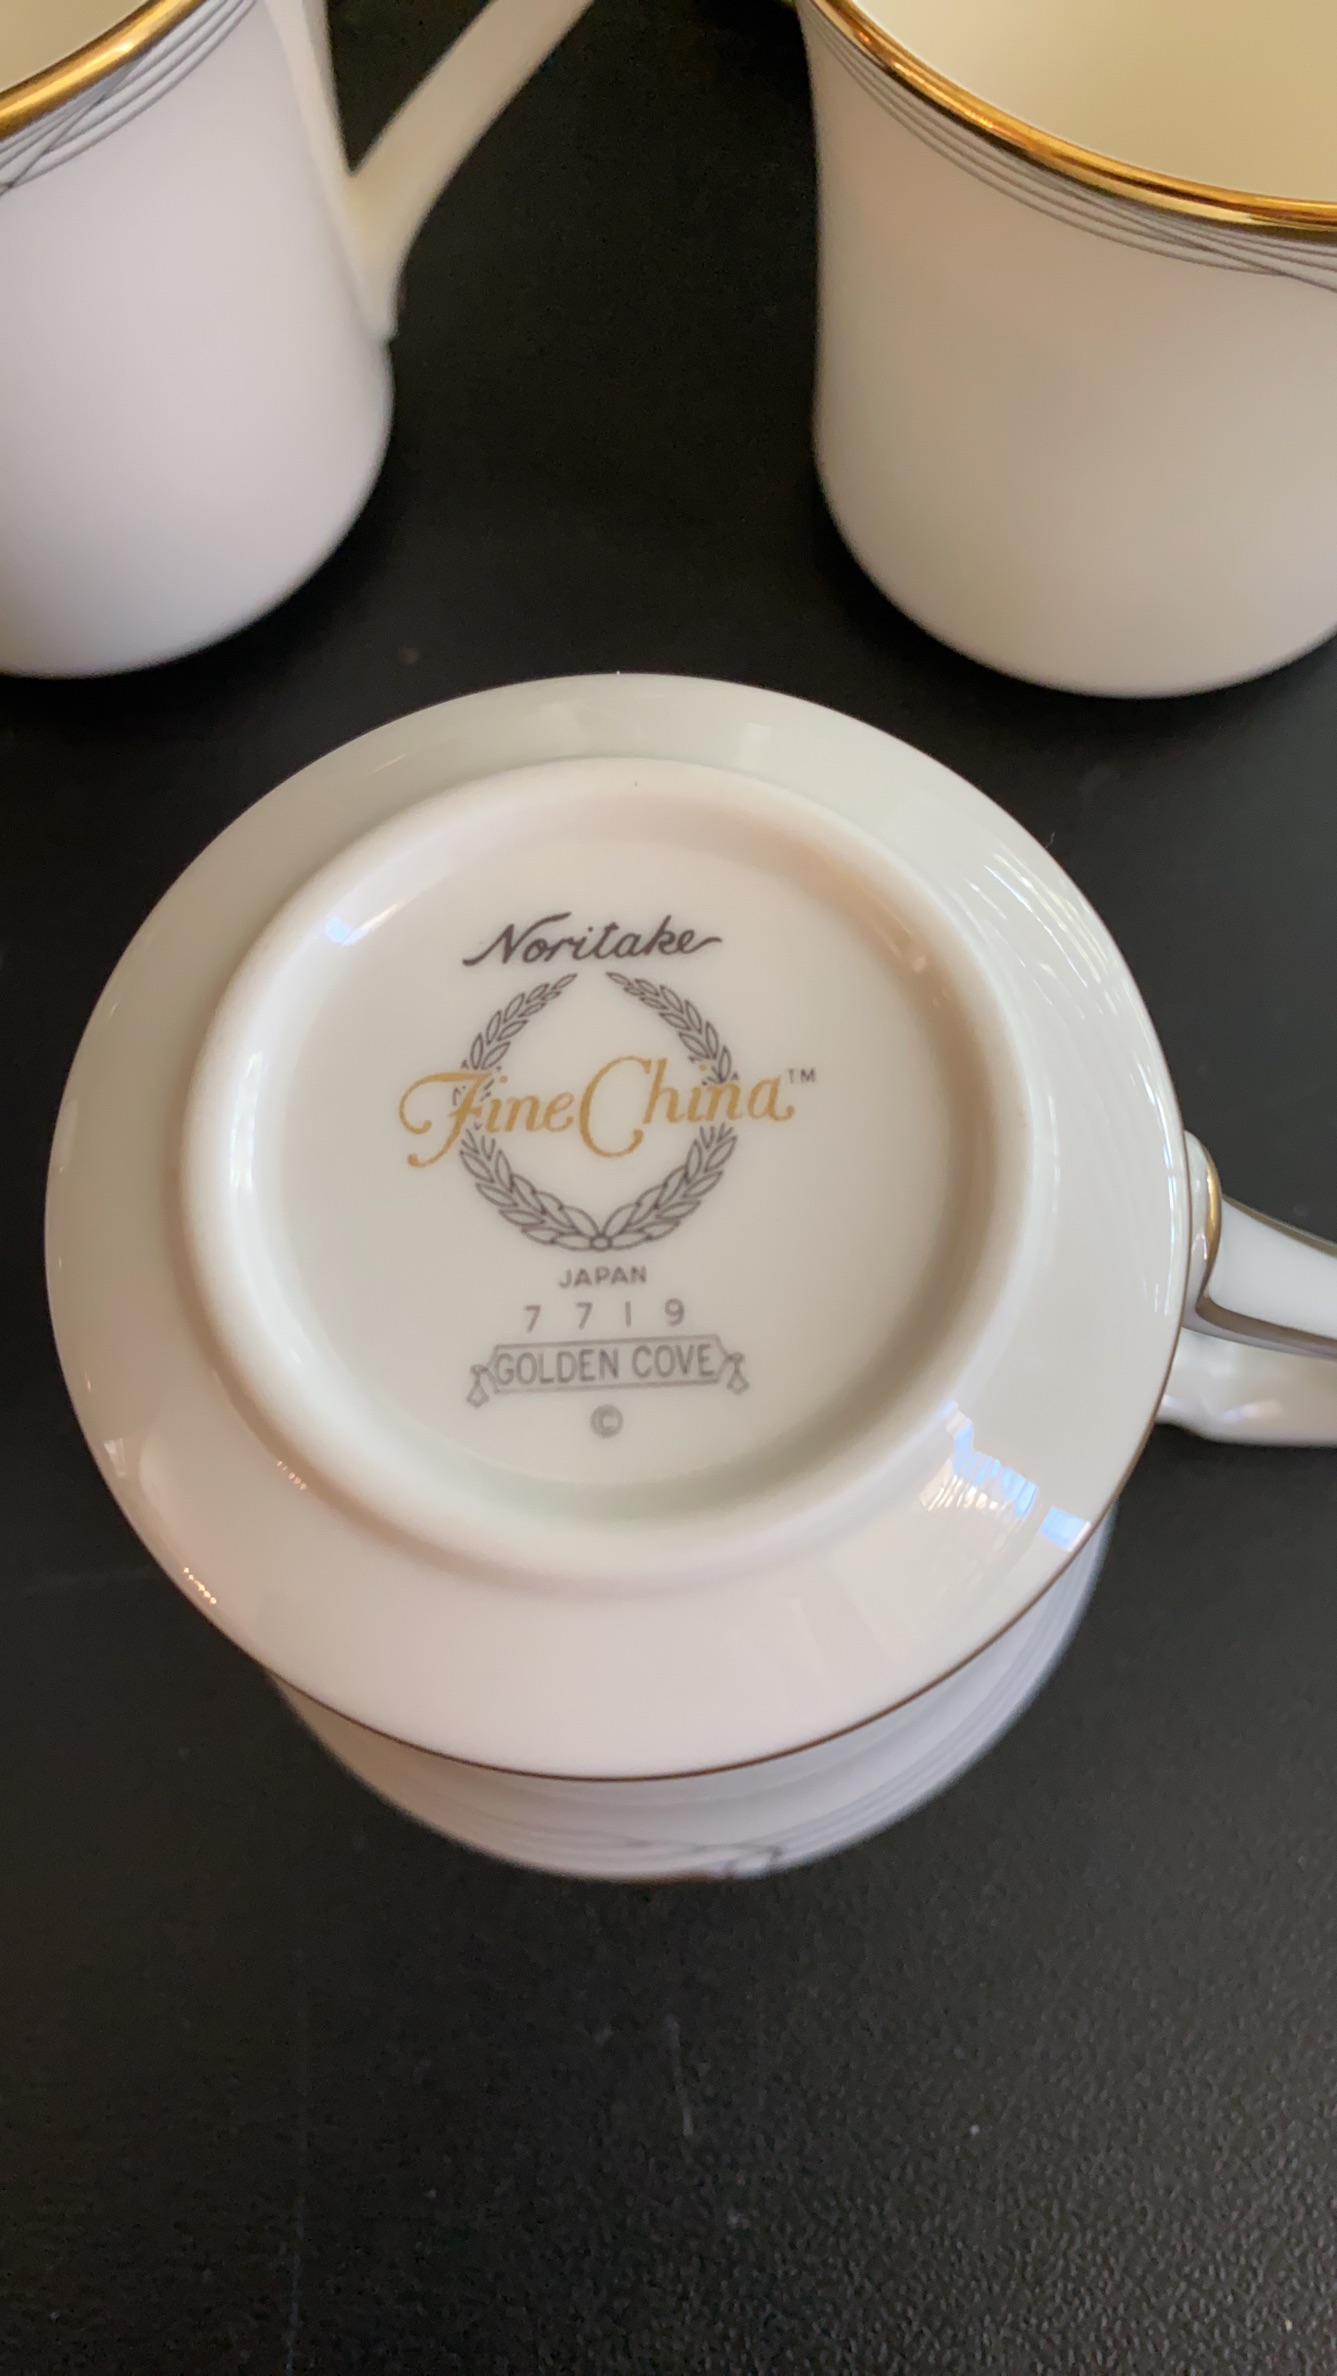 Noritake
Fine China™
JAPAN
7719
GOLDEN COVE
©